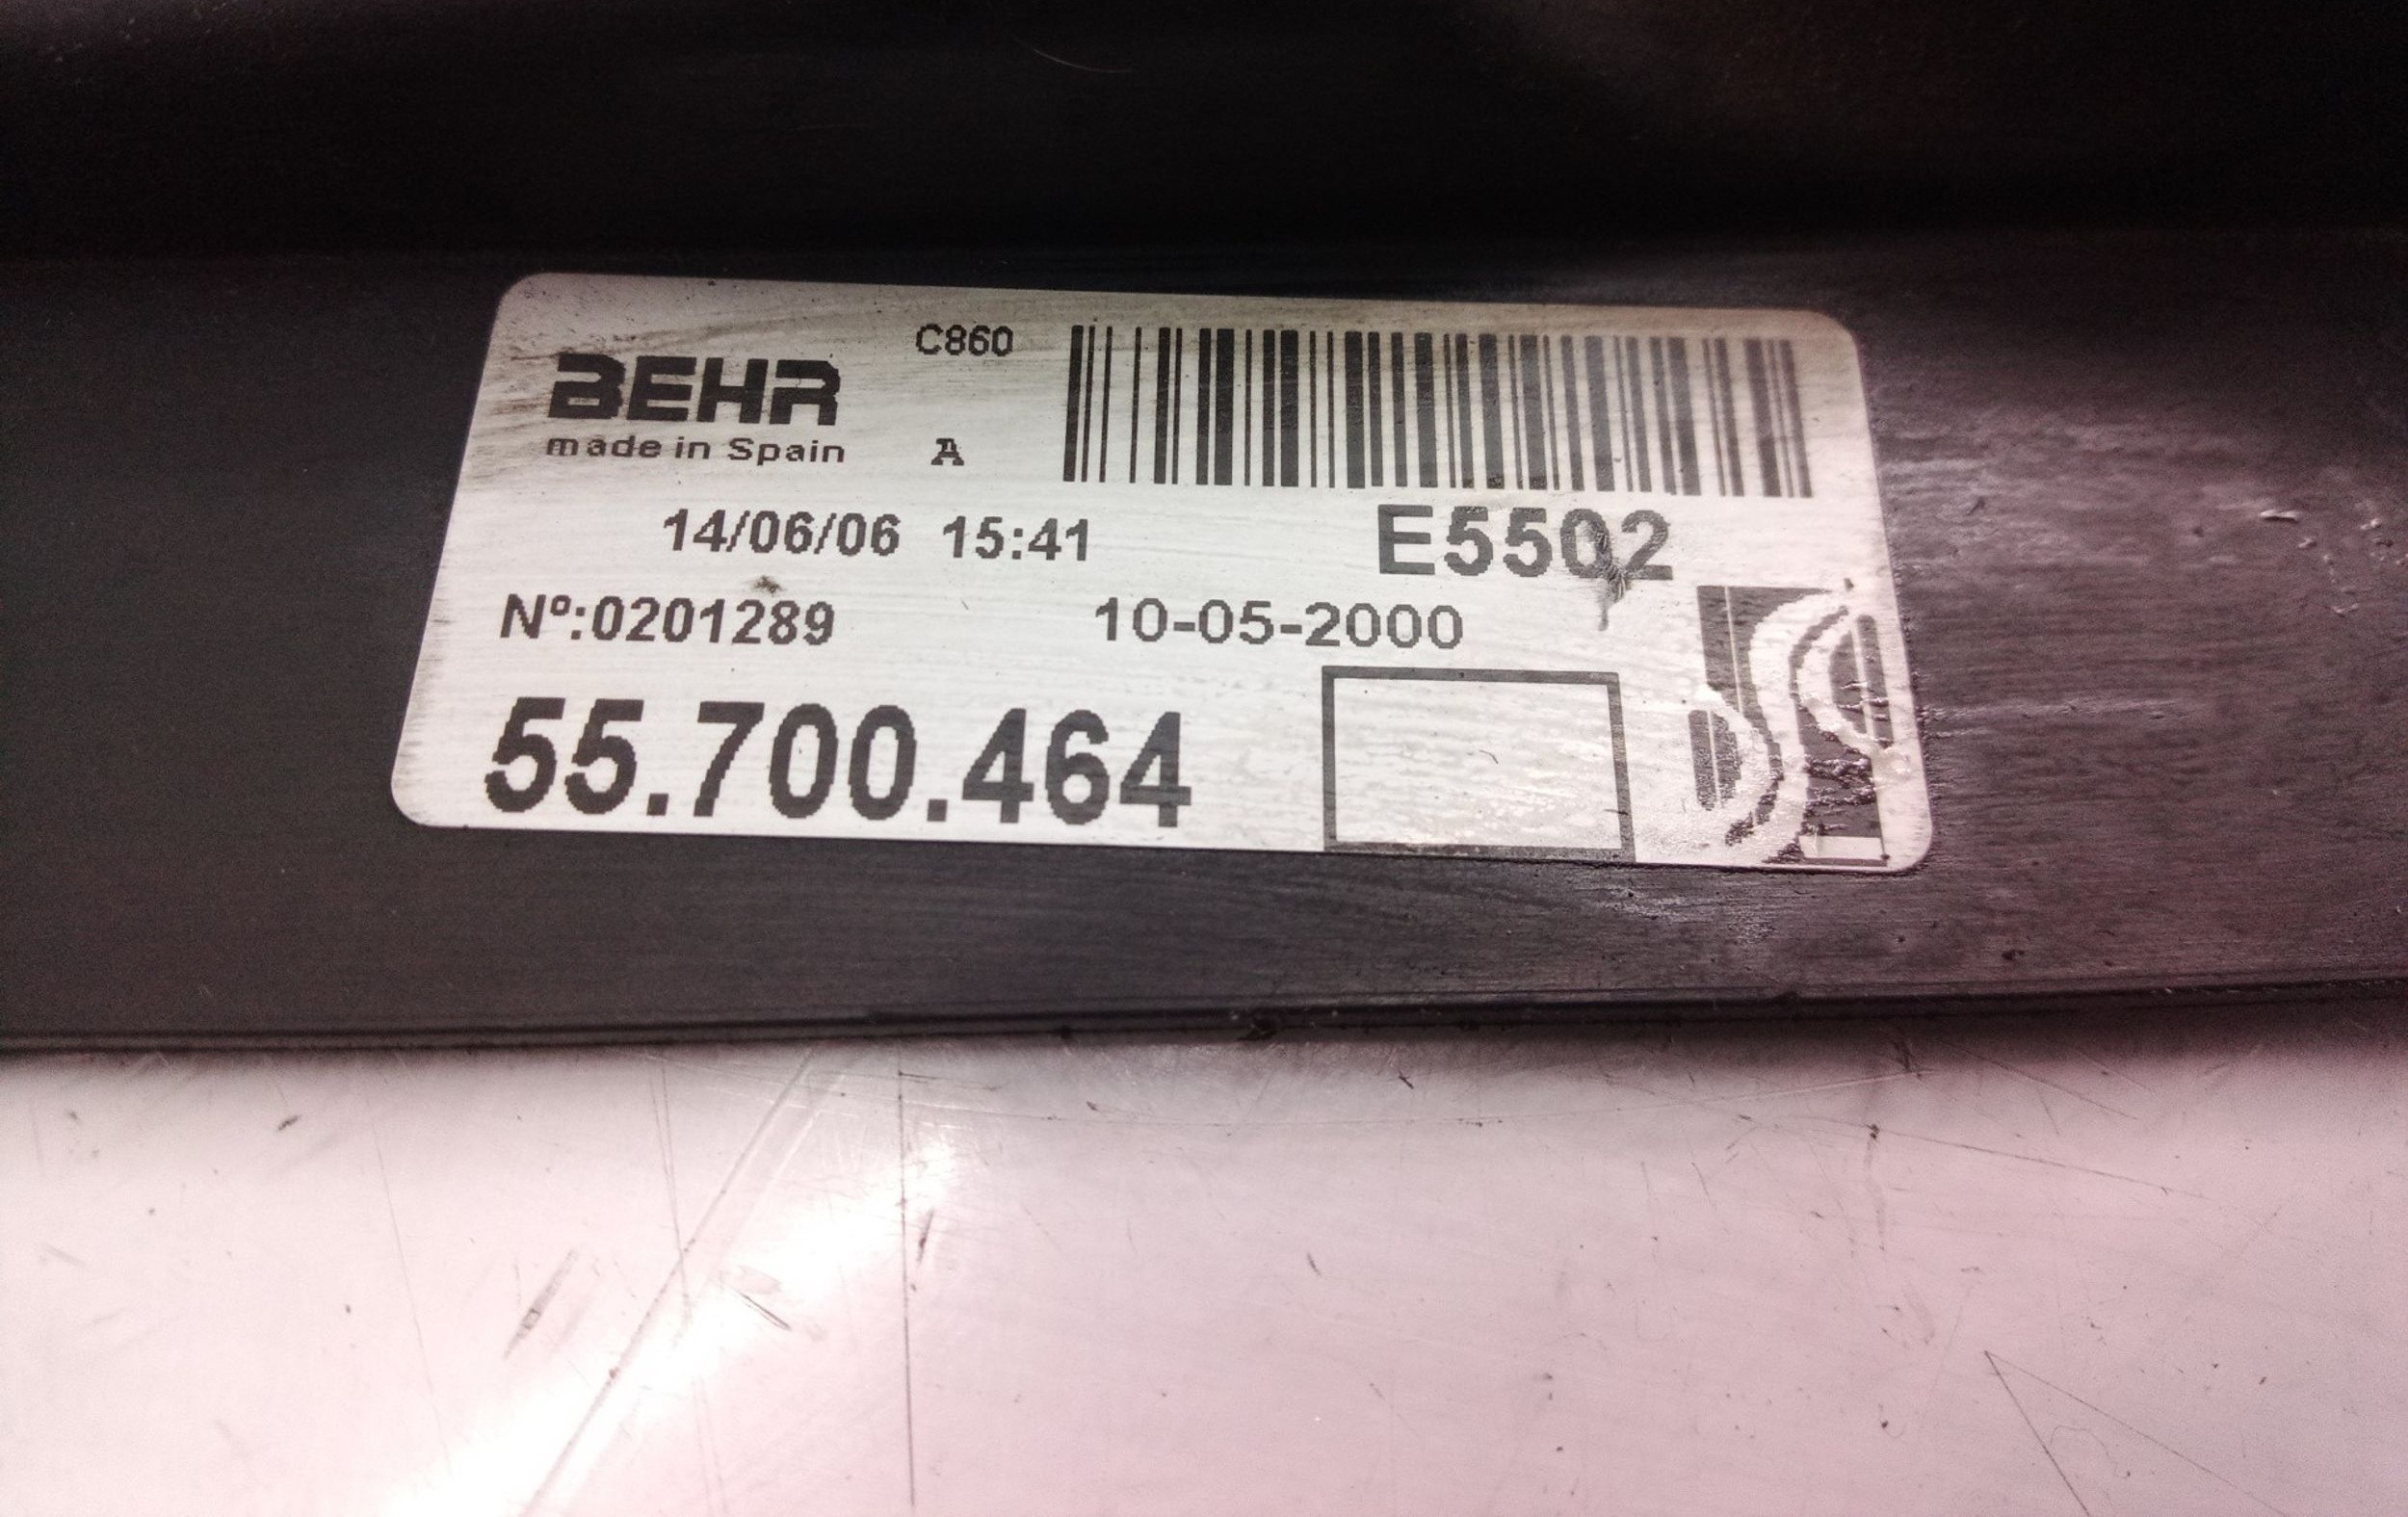 C860
BEHR
made in Spain A
14/06/06 15:41 E5502
Nº:0201289 10-05-2000
55.700.464